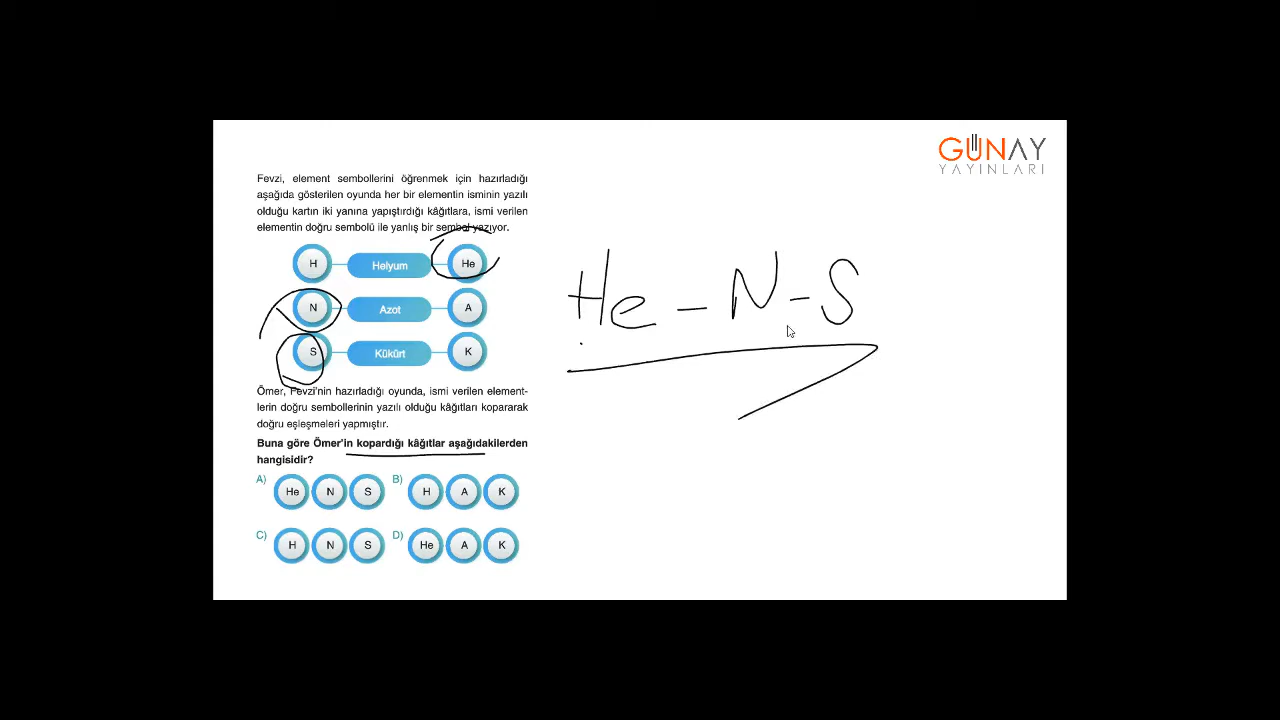 GÜNAY
YAYINLARI
Fevzi, element sembollerini öğrenmek için hazırladığı
aşağıda gösterilen oyunda her bir elementin isminin yazılı
olduğu kartın iki yanına yapıştırdığı kâğıtlara, ismi verilen
elementin doğru sembolü ile yanlış bir sembol yazıyor.
H Helyum He
N Azot A
S Kükürt K
He - N - S
Ömer, Fevzi'nin hazırladığı oyunda, ismi verilen element-
lerin doğru sembollerinin yazılı olduğu kâğıtları kopararak
doğru eşleşmeleri yapmıştır.
Buna göre Ömer'in kopardığı kâğıtlar aşağıdakilerden
hangisidir?
A) He N S B) H A K
C) H N S D) He A K